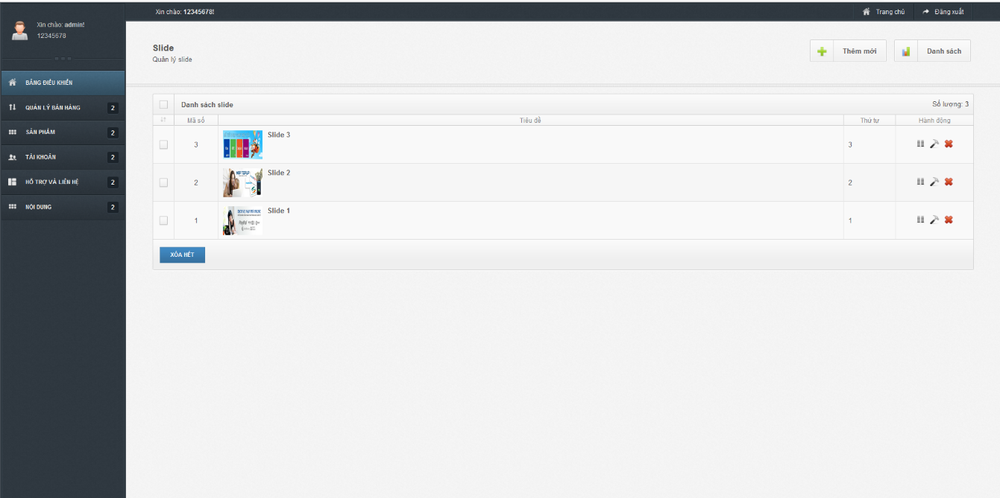 Xin chào: admin!
12345678
BẢNG ĐIỀU KHIỂN
QUẢN LÝ BÁN HÀNG 2
SẢN PHẨM 2
TÀI KHOẢN 2
HỖ TRỢ VÀ LIÊN HỆ 2
NỘI DUNG 2
Xin chào: 12345678!
Trang chủ
Đăng xuất
Slide
Quản lý slide
Thêm mới
Danh sách
Danh sách slide
Số lượng: 3
Mã số Tiêu đề Thứ tự Hành động
3 Slide 3 3
2 Slide 2 2
1 Slide 1 1
XÓA HẾT